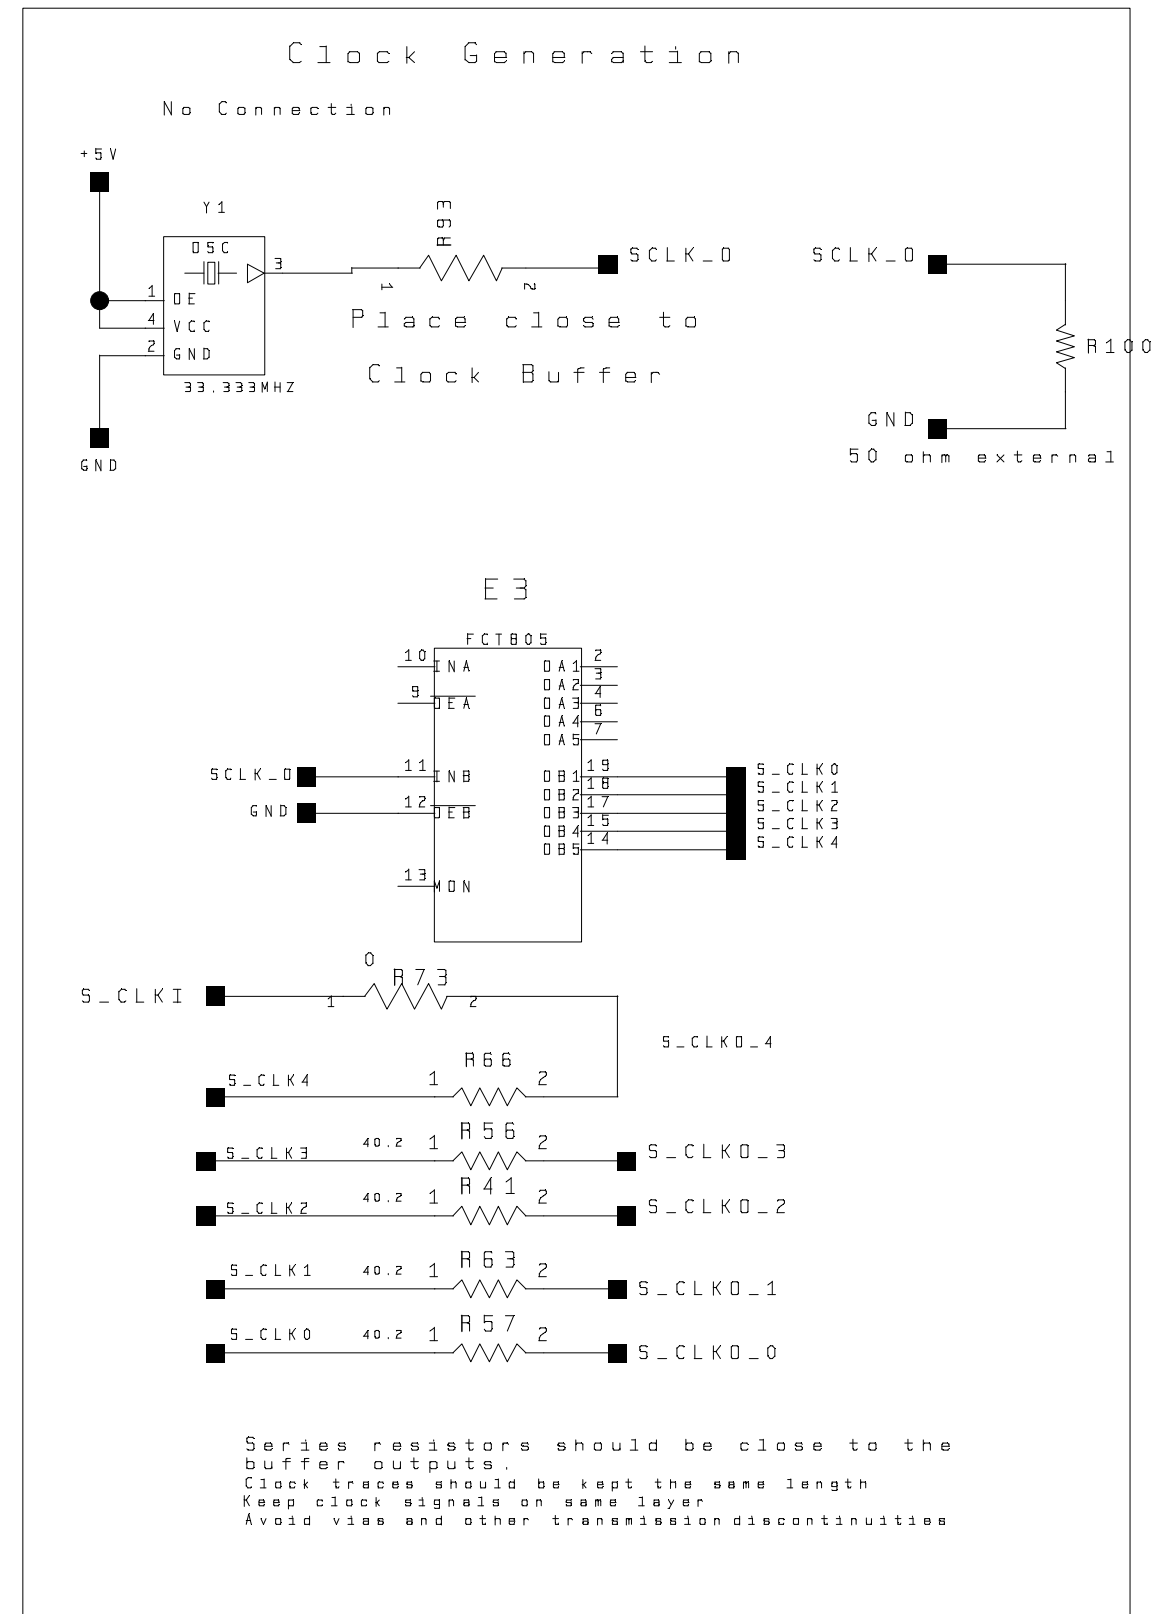 Clock Generation
No Connection
+5V
Y1
OSC
3
1 OE
4 VCC
2 GND
33.333MHZ
GND
R93
1 2
SCLK_O
Place close to
Clock Buffer
SCLK_O
R100
GND
50 ohm external
E3
FCT805
10 INA OA1 2
OA2 3
9 OEA OA3 4
OA4 6
OA5 7
SCLK_O 11 INB OB1 19 S_CLK0
OB2 18 S_CLK1
GND 12 OEB OB3 17 S_CLK2
OB4 15 S_CLK3
OB5 14 S_CLK4
13 MON
0
R73
S_CLKI 1 2
S_CLKO_4
R66
S_CLK4 1 2
R56
S_CLK3 40.2 1 2 S_CLKO_3
R41
S_CLK2 40.2 1 2 S_CLKO_2
R63
S_CLK1 40.2 1 2 S_CLKO_1
R57
S_CLK0 40.2 1 2 S_CLKO_0
Series resistors should be close to the
buffer outputs.
Clock traces should be kept the same length
Keep clock signals on same layer
Avoid vias and other transmission discontinuities